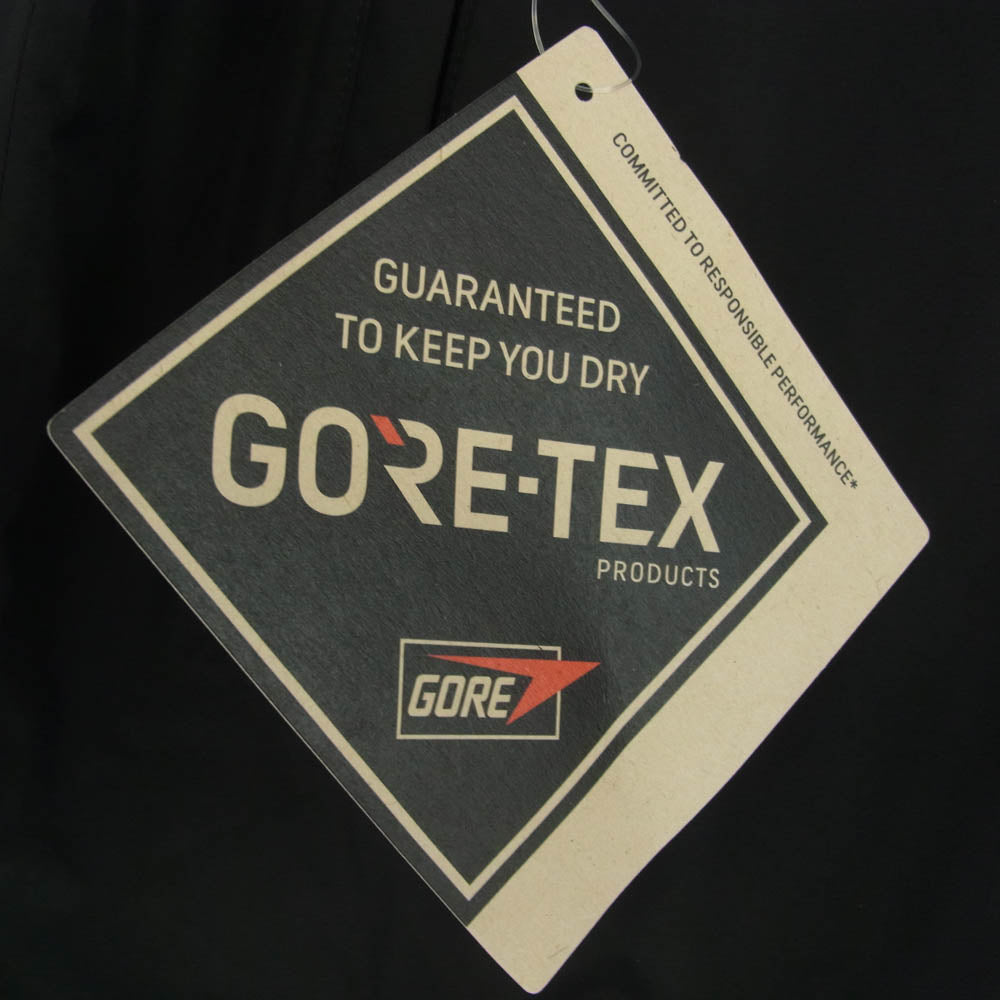 COMMITTED TO RESPONSIBLE PERFORMANCE*
GUARANTEED
TO KEEP YOU DRY
GORE-TEX
PRODUCTS
GORE